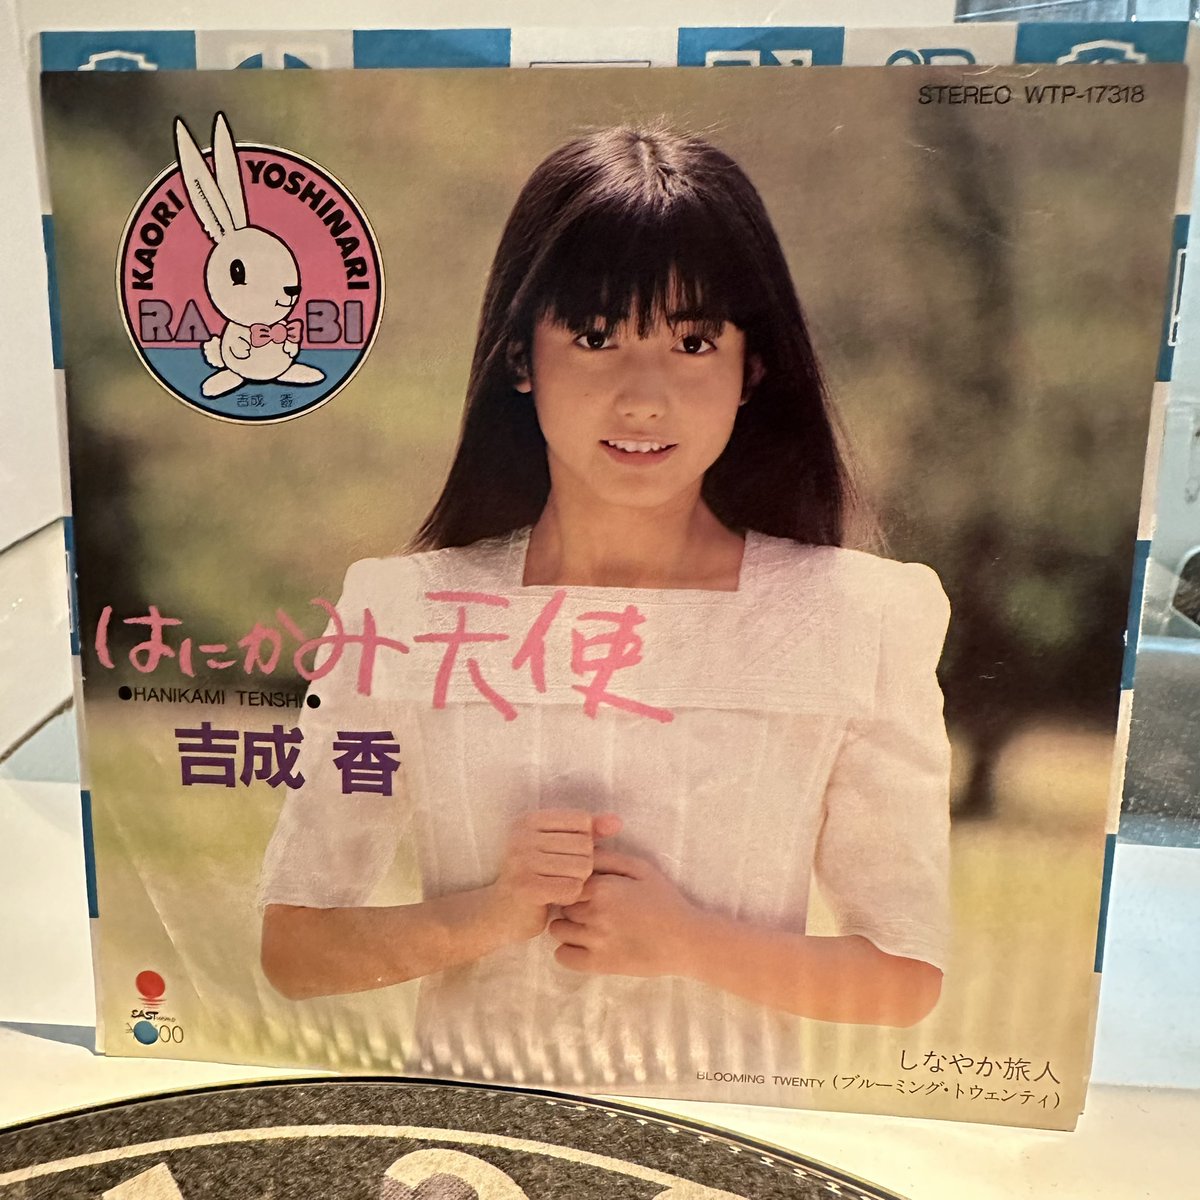 STEREO WTP-17318
KAORI YOSHINARI
RABI
吉成 香
はにかみ天使
●HANIKAMI TENSHI●
吉成 香
EAST WORLD
しなやか旅人
BLOOMING TWENTY (ブルーミング・トウェンティ)